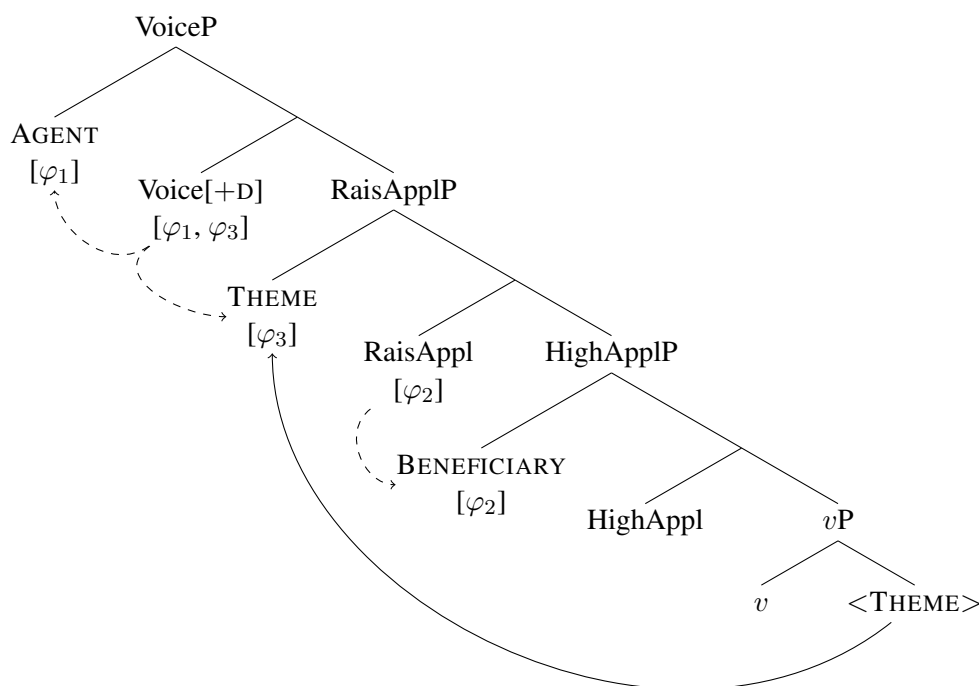 VoiceP
AGENT
[φ1]
Voice[+D]
[φ1, φ3]
RaisApplP
THEME
[φ3]
RaisAppl
[φ2]
HighApplP
BENEFICIARY
[φ2]
HighAppl
vP
v
<THEME>